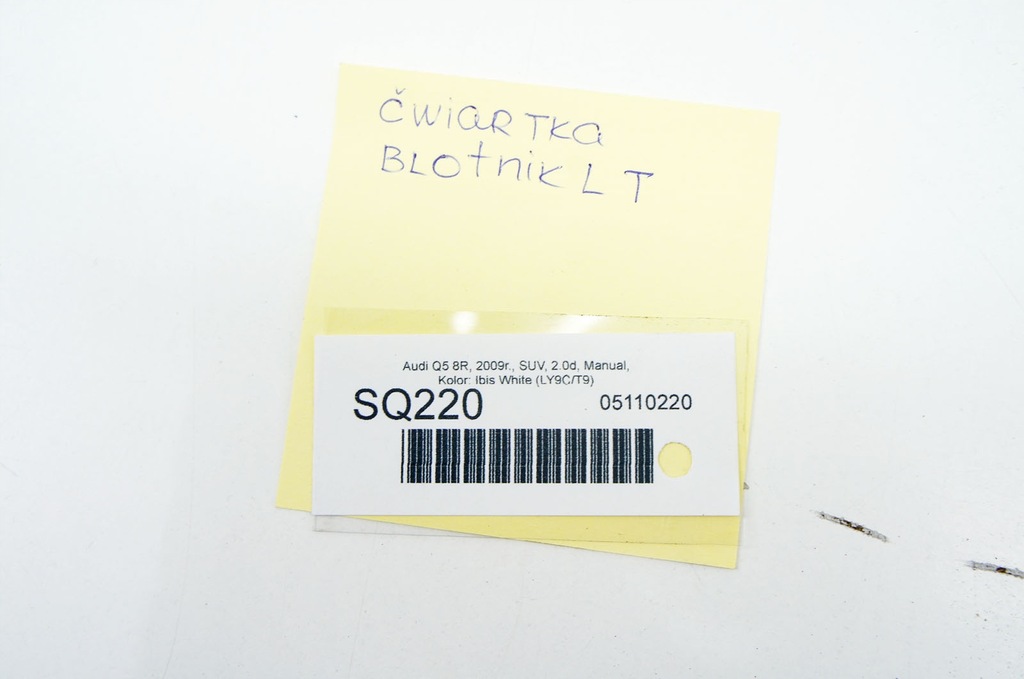 čwiartka
Blotnik L T
Audi Q5 8R, 2009r., SUV, 2.0d, Manual,
Kolor: Ibis White (LY9C/T9)
SQ220
05110220